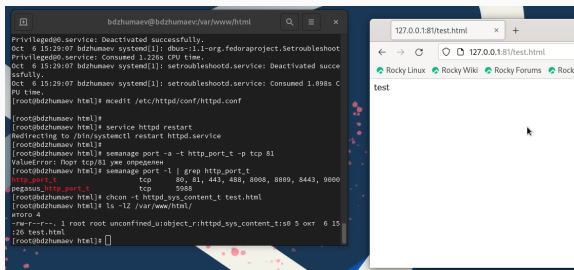 bdzhumaev@bdzhumaev:/var/www/html
Privileged@0.service: Deactivated successfully.
Oct  6 15:29:07 bdzhumaev systemd[1]: dbus-:1.1-org.fedoraproject.Setroubleshoot
Privileged@0.service: Consumed 1.226s CPU time.
Oct  6 15:29:07 bdzhumaev systemd[1]: setroubleshootd.service: Deactivated succe
ssfully.
Oct  6 15:29:07 bdzhumaev systemd[1]: setroubleshootd.service: Consumed 1.098s C
PU time.
[root@bdzhumaev html]# mcedit /etc/httpd/conf/httpd.conf
[root@bdzhumaev html]#
[root@bdzhumaev html]# service httpd restart
Redirecting to /bin/systemctl restart httpd.service
[root@bdzhumaev html]#
[root@bdzhumaev html]# semanage port -a -t http_port_t -p tcp 81
ValueError: Порт tcp/81 уже определен
[root@bdzhumaev html]# semanage port -l | grep http_port_t
http_port_t                    tcp      80, 81, 443, 488, 8008, 8009, 8443, 9000
pegasus_http_port_t            tcp      5988
[root@bdzhumaev html]# chcon -t httpd_sys_content_t test.html
[root@bdzhumaev html]# ls -lZ /var/www/html/
итого 4
-rw-r--r--. 1 root root unconfined_u:object_r:httpd_sys_content_t:s0 5 окт  6 15
:26 test.html
[root@bdzhumaev html]#
127.0.0.1:81/test.html
127.0.0.1:81/test.html
Rocky Linux Rocky Wiki Rocky Forums Rock
test